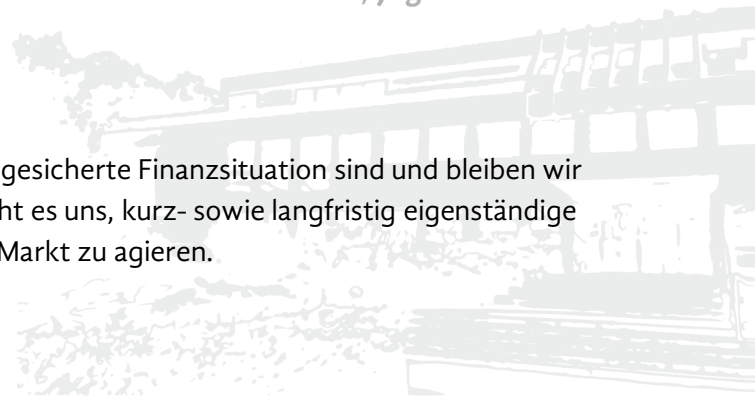 gesicherte Finanzsituation sind und bleiben wir
ht es uns, kurz- sowie langfristig eigenständige
Markt zu agieren.